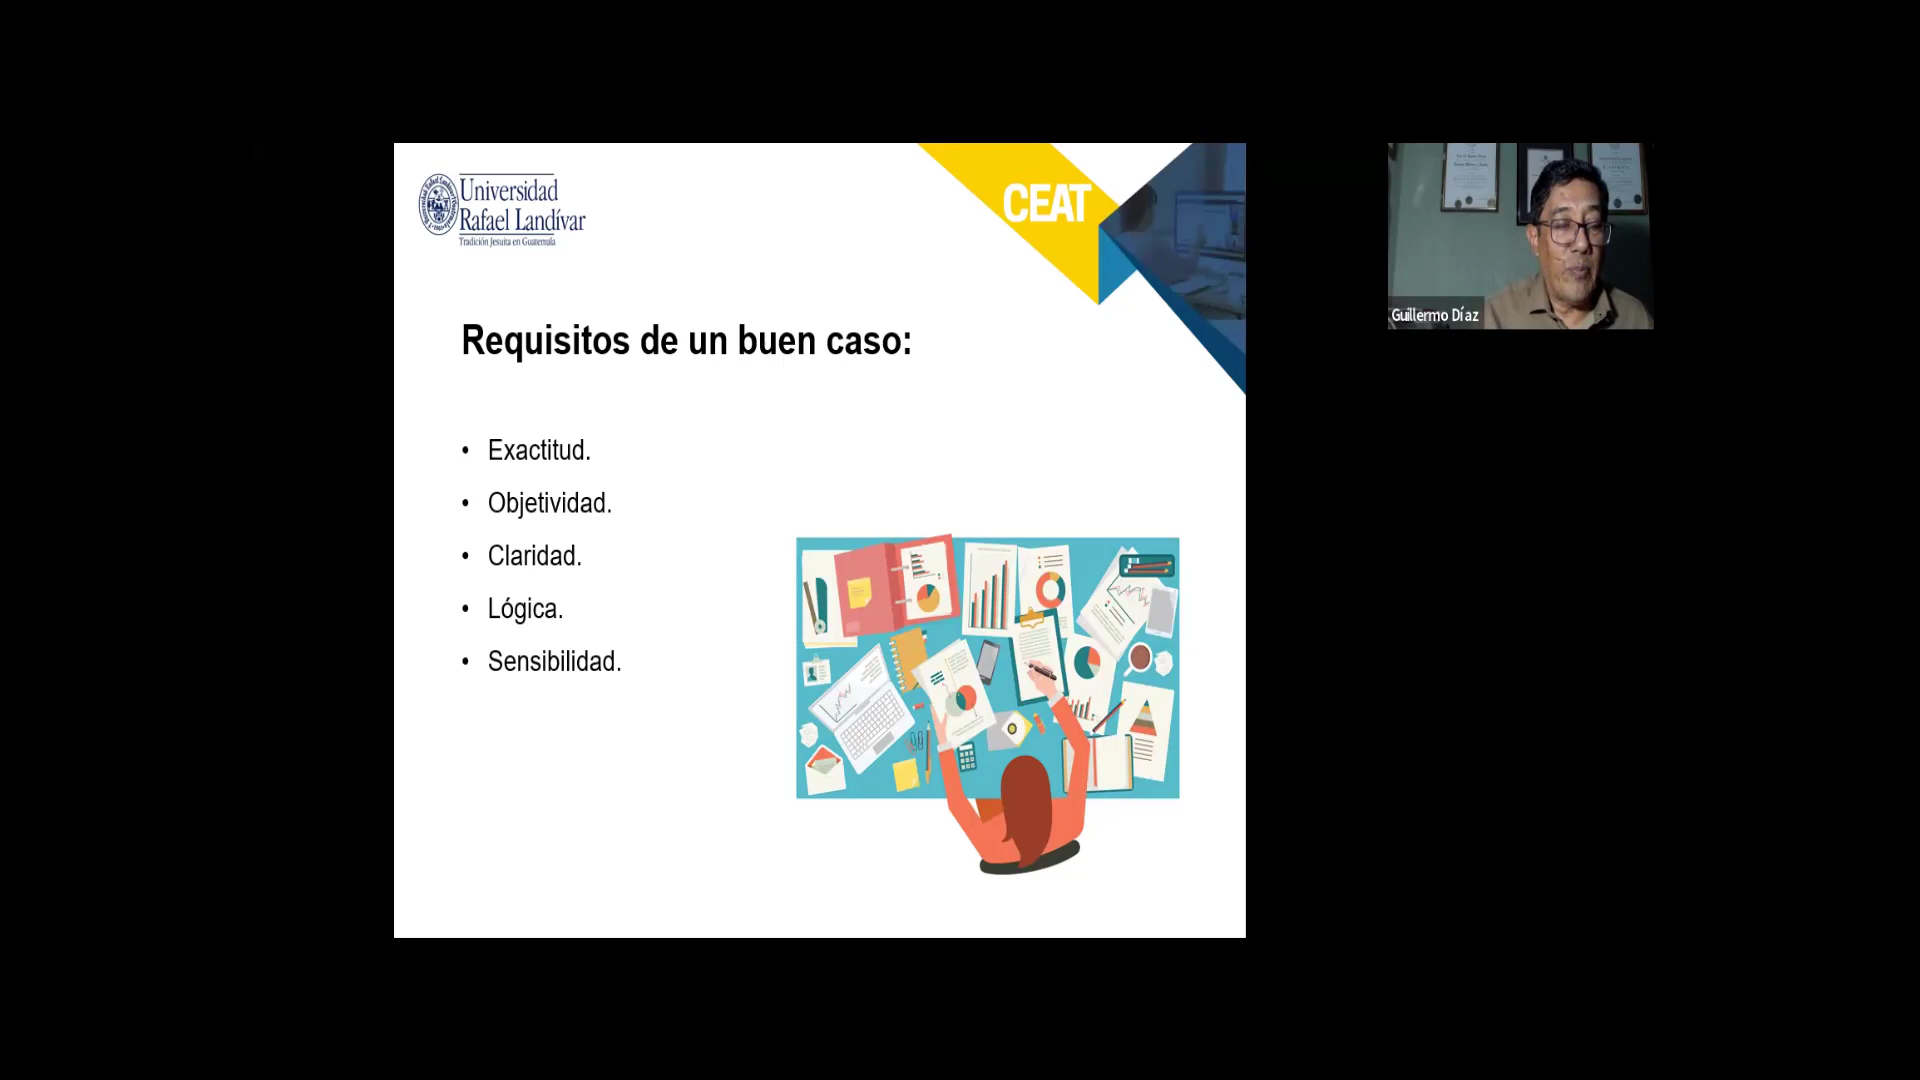 Universidad
Rafael Landívar
Tradición Jesuita en Guatemala
CEAT
Requisitos de un buen caso:
• Exactitud.
• Objetividad.
• Claridad.
• Lógica.
• Sensibilidad.
Guillermo Díaz